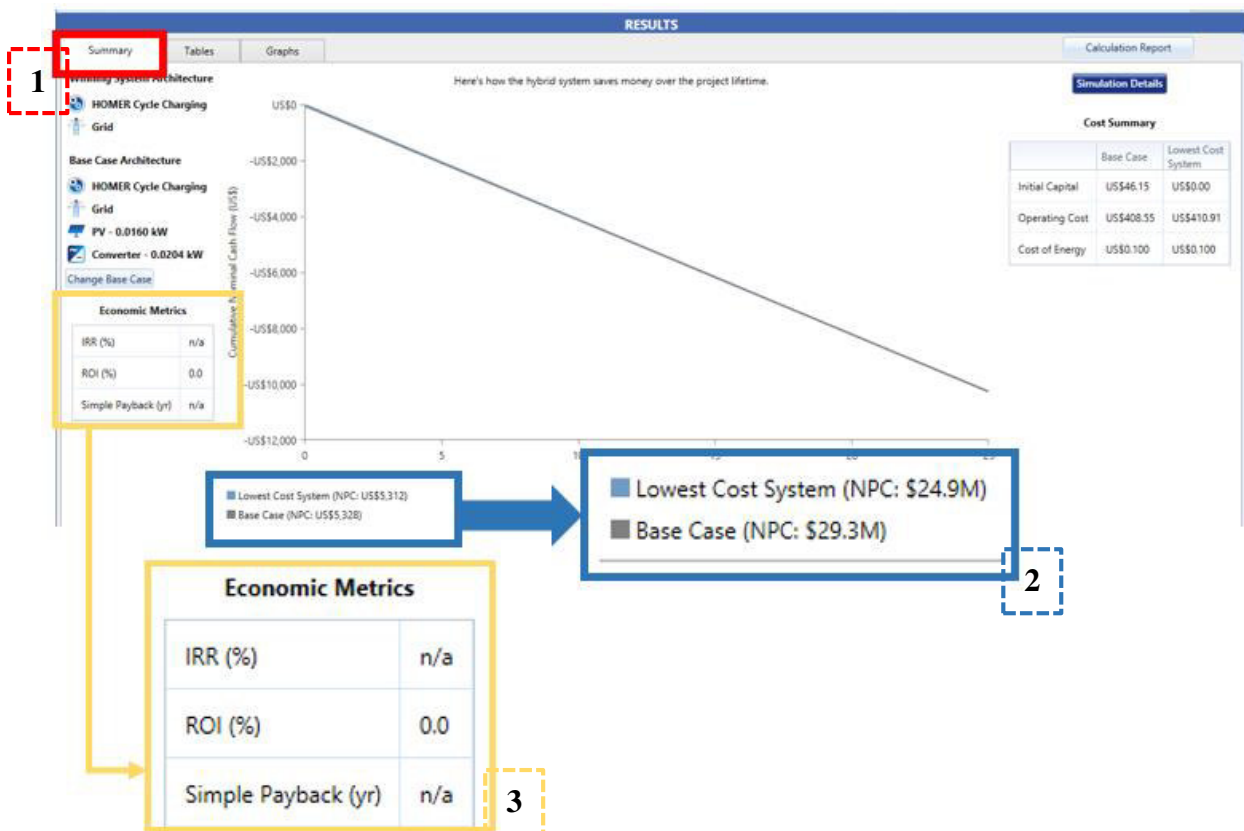 RESULTS
Summary
Tables
Graphs
Calculation Report
1
Winning System Architecture
HOMER Cycle Charging
Grid
Base Case Architecture
HOMER Cycle Charging
Grid
PV - 0.0160 kW
Converter - 0.0204 kW
Change Base Case
Economic Metrics
IRR (%) n/a
ROI (%) 0.0
Simple Payback (yr) n/a
Here's how the hybrid system saves money over the project lifetime.
Cumulative Nominal Cash Flow (US$)
US$0
-US$2,000
-US$4,000
-US$6,000
-US$8,000
-US$10,000
-US$12,000
0 5
Simulation Details
Cost Summary
Base Case Lowest Cost System
Initial Capital US$46.15 US$0.00
Operating Cost US$408.55 US$410.91
Cost of Energy US$0.100 US$0.100
Lowest Cost System (NPC: US$5,312)
Base Case (NPC: US$5,328)
Lowest Cost System (NPC: $24.9M)
Base Case (NPC: $29.3M)
2
Economic Metrics
IRR (%) n/a
ROI (%) 0.0
Simple Payback (yr) n/a
3